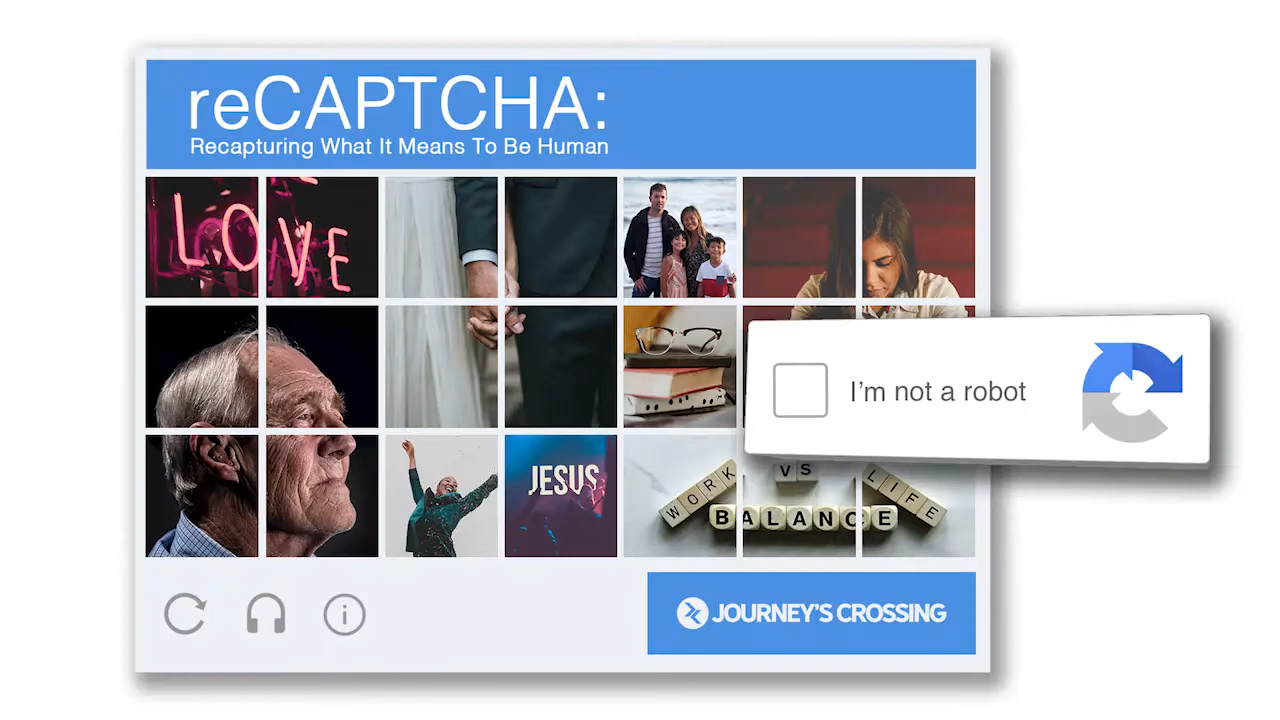 reCAPTCHA:
Recapturing What It Means To Be Human
LOVE
I'm not a robot
JESUS
WORK VS LIFE
BALANCE
JOURNEY'S CROSSING